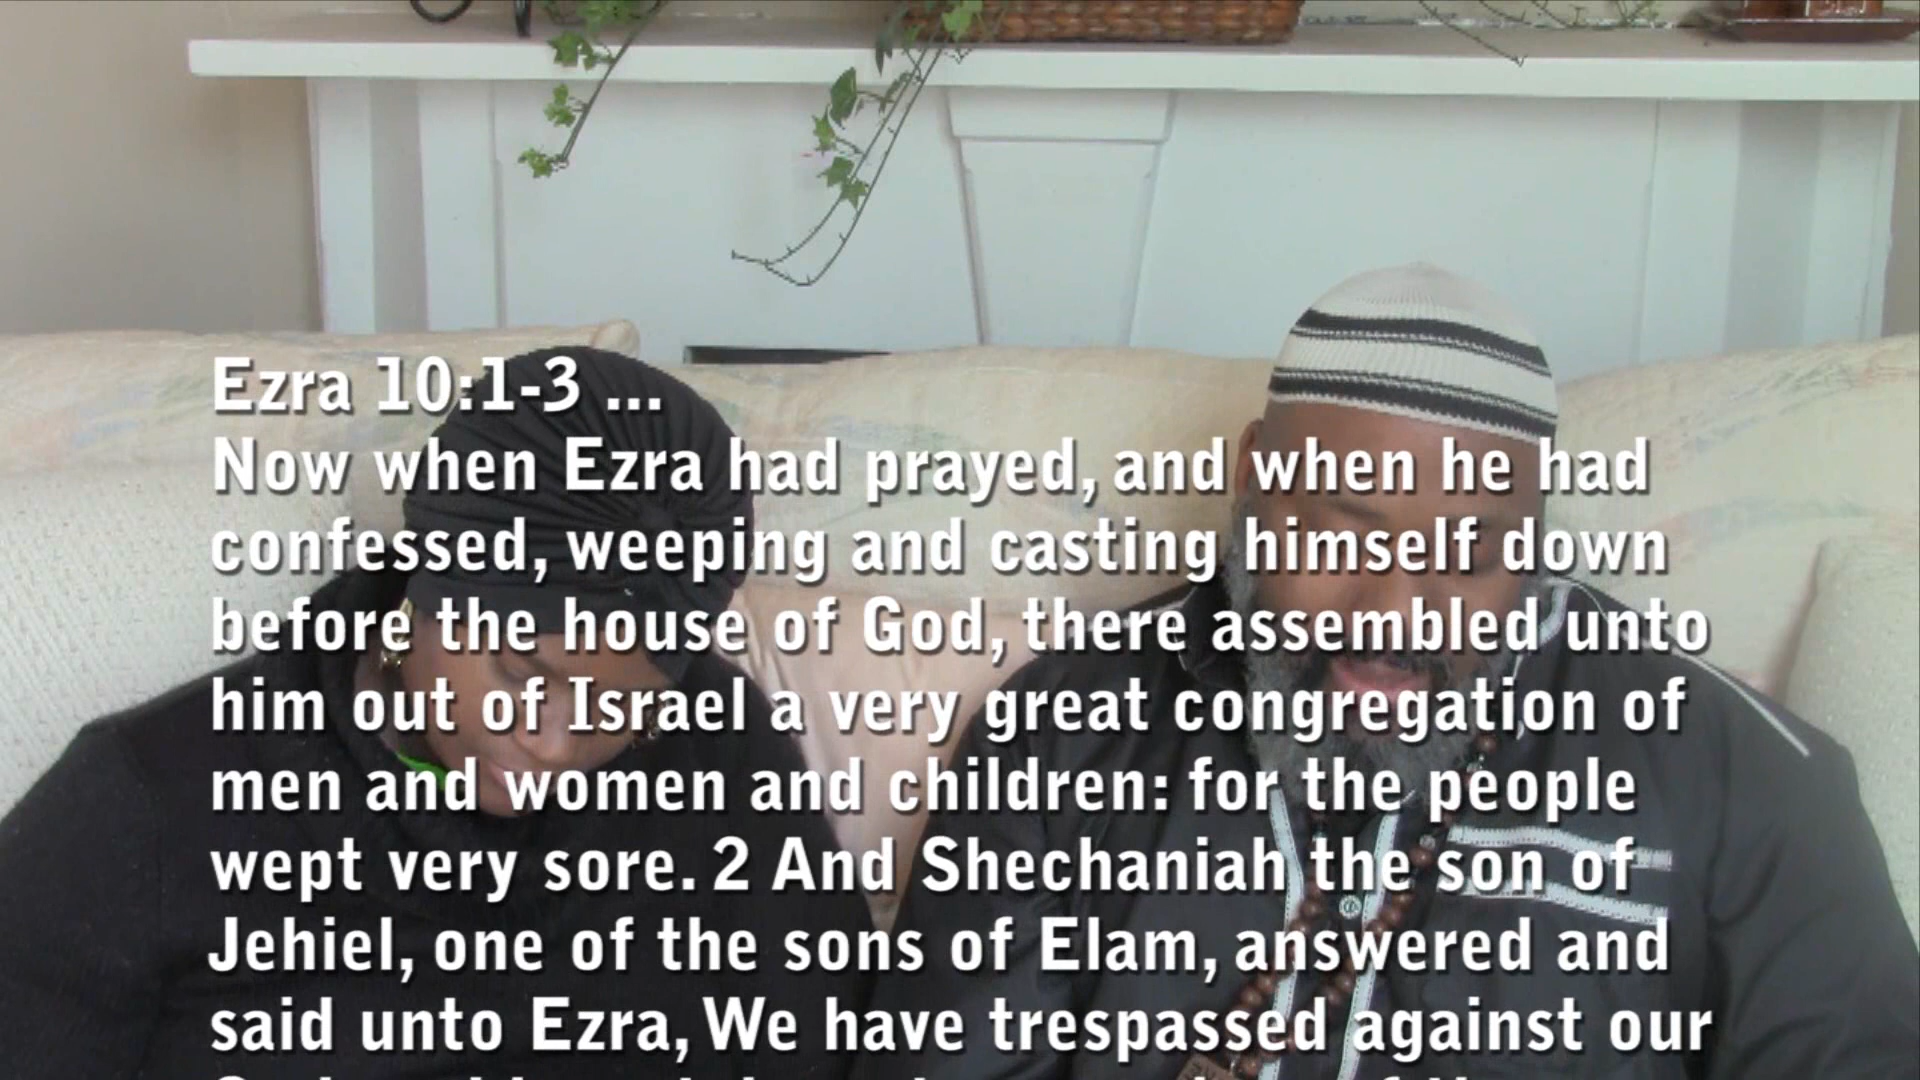 Ezra 10:1-3 ...
Now when Ezra had prayed, and when he had
confessed, weeping and casting himself down
before the house of God, there assembled unto
him out of Israel a very great congregation of
men and women and children: for the people
wept very sore. 2 And Shechaniah the son of
Jehiel, one of the sons of Elam, answered and
said unto Ezra, We have trespassed against our